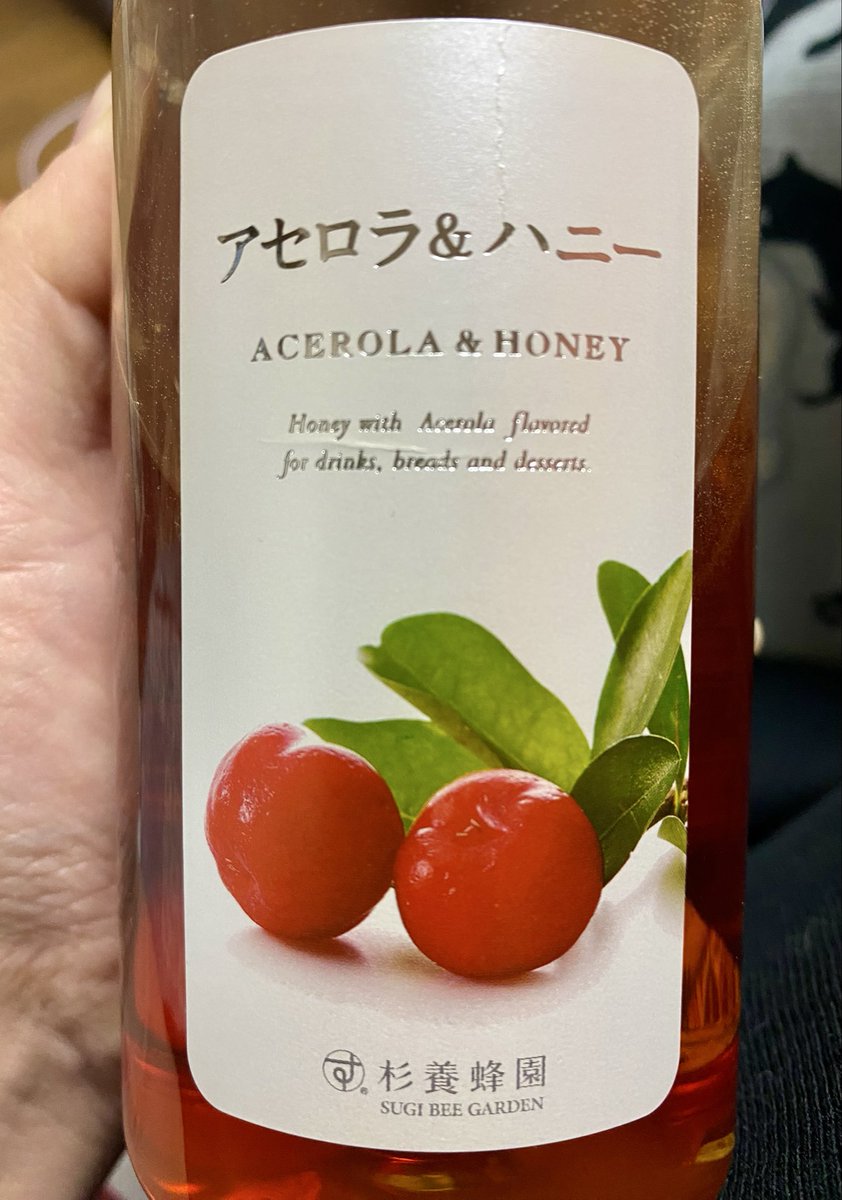 アセロラ&ハニー
ACEROLA & HONEY
Honey with Acerola flavored
for drinks, breads and desserts.
す® 杉養蜂園
SUGI BEE GARDEN